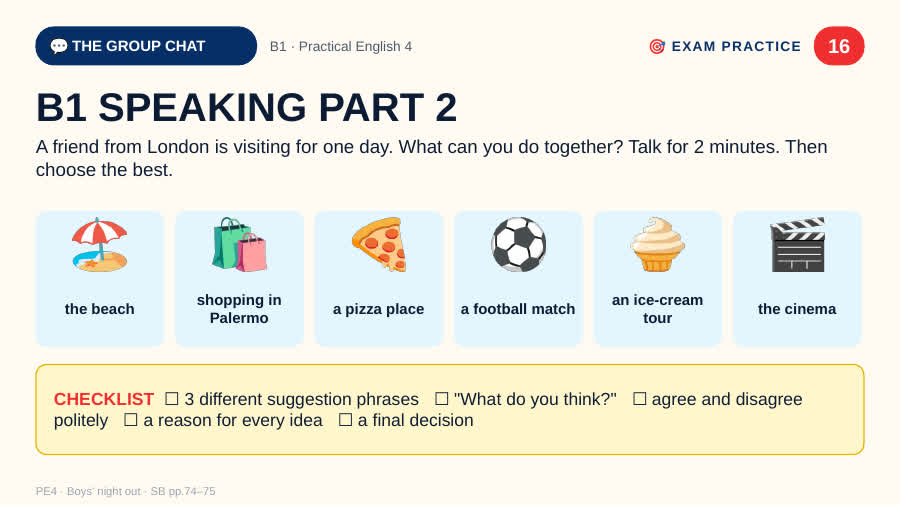 💬 THE GROUP CHAT
B1 · Practical English 4
🎯 EXAM PRACTICE
16
B1 SPEAKING PART 2
A friend from London is visiting for one day. What can you do together? Talk for 2 minutes. Then
choose the best.
the beach
shopping in
Palermo
a pizza place
a football match
an ice-cream
tour
the cinema
CHECKLIST ☐ 3 different suggestion phrases ☐ "What do you think?" ☐ agree and disagree
politely ☐ a reason for every idea ☐ a final decision
PE4 · Boys' night out · SB pp.74–75